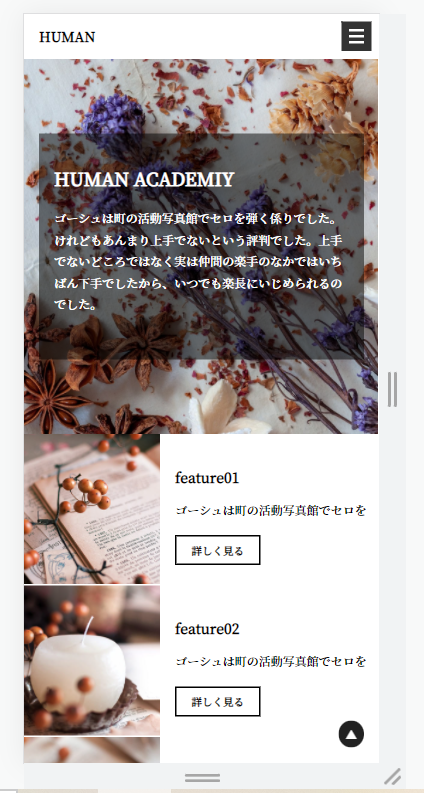 HUMAN
HUMAN ACADEMIY
ゴーシュは町の活動写真館でセロを弾く係りでした。
けれどもあんまり上手でないという評判でした。上手
でないどころではなく実は仲間の楽手のなかではいち
ばん下手でしたから、いつでも楽長にいじめられるの
でした。
feature01
ゴーシュは町の活動写真館でセロを
詳しく見る
feature02
ゴーシュは町の活動写真館でセロを
詳しく見る